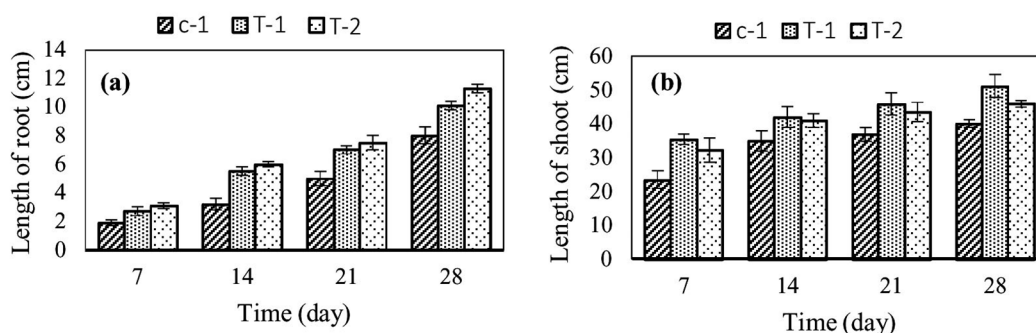 c-1 T-1 T-2
14
12
10
8
6
4
2
0
(a)
Length of root (cm)
7 14 21 28
Time (day)
c-1 T-1 T-2
60
50
40
30
20
10
0
(b)
Length of shoot (cm)
7 14 21 28
Time (day)